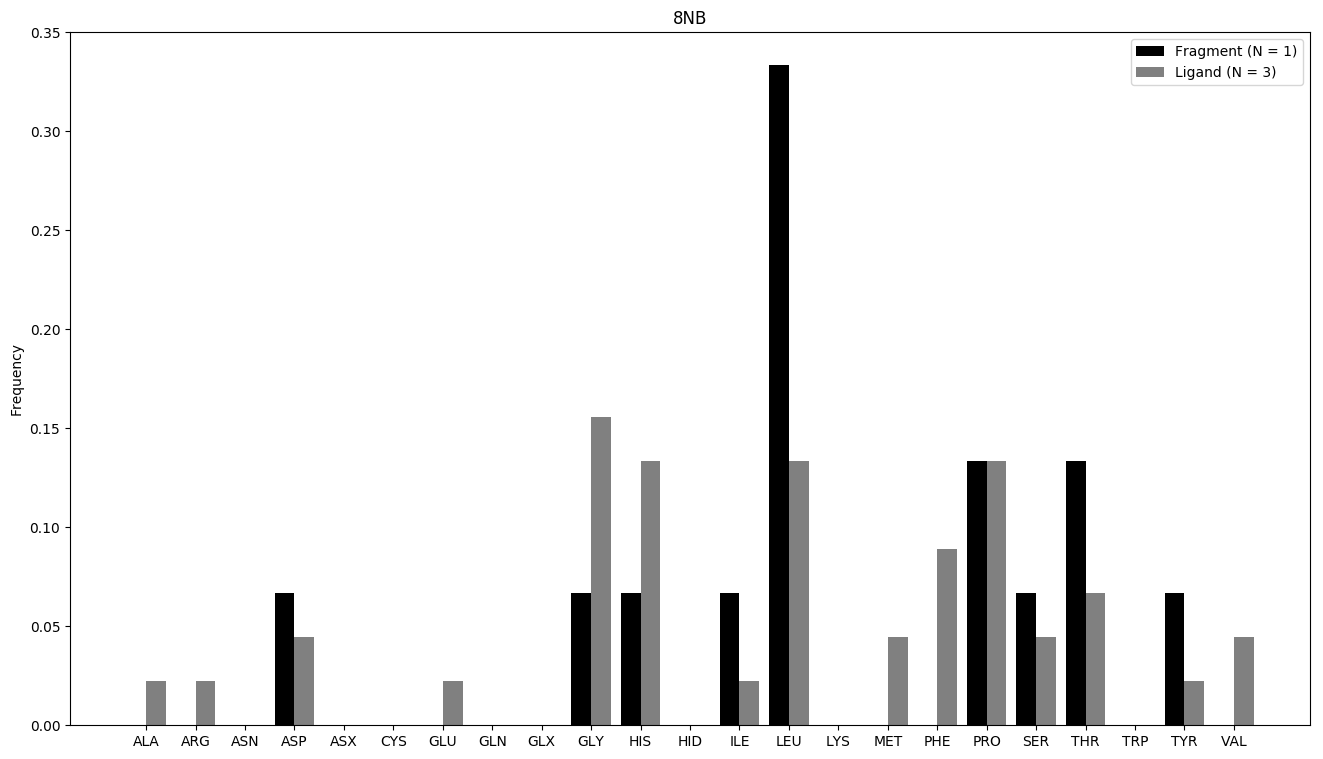 8NB
Fragment (N = 1)
Ligand (N = 3)
Frequency
0.35
0.30
0.25
0.20
0.15
0.10
0.05
0.00
ALA ARG ASN ASP ASX CYS GLU GLN GLX GLY HIS HID ILE LEU LYS MET PHE PRO SER THR TRP TYR VAL